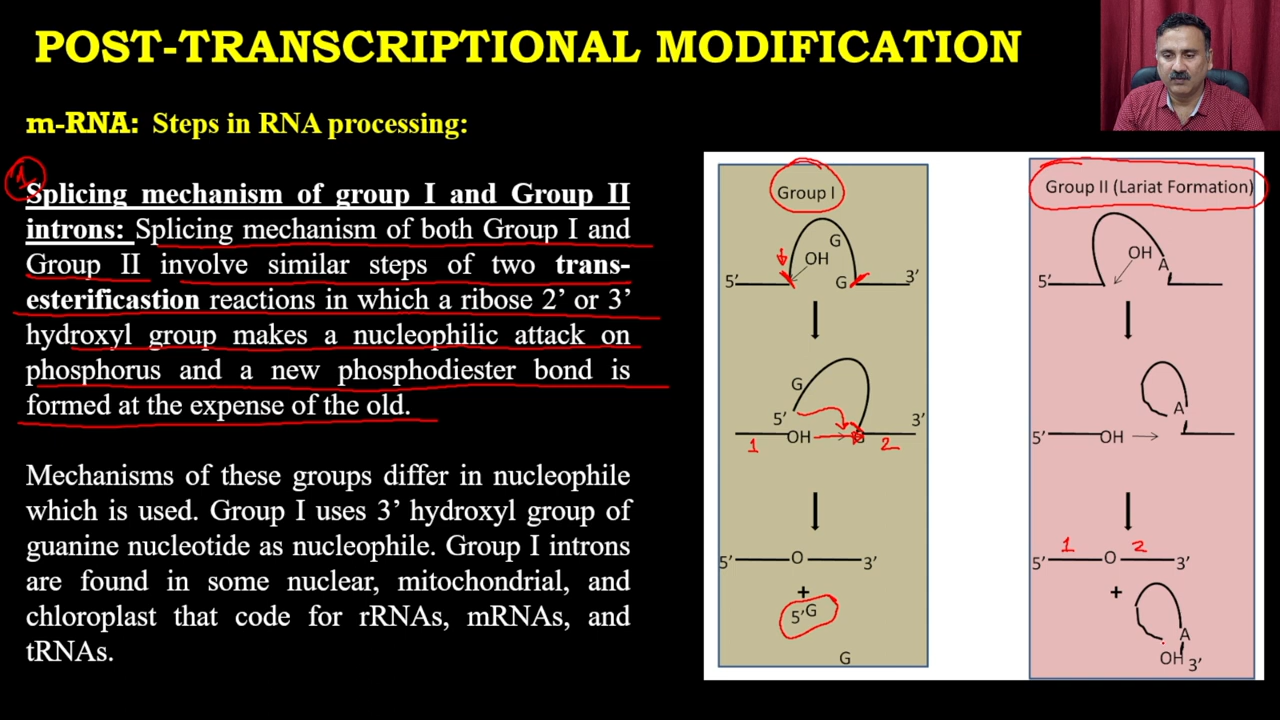 POST-TRANSCRIPTIONAL MODIFICATION
m-RNA: Steps in RNA processing:
1
Splicing mechanism of group I and Group II
introns: Splicing mechanism of both Group I and
Group II involve similar steps of two trans-
esterificastion reactions in which a ribose 2’ or 3’
hydroxyl group makes a nucleophilic attack on
phosphorus and a new phosphodiester bond is
formed at the expense of the old.
Mechanisms of these groups differ in nucleophile
which is used. Group I uses 3’ hydroxyl group of
guanine nucleotide as nucleophile. Group I introns
are found in some nuclear, mitochondrial, and
chloroplast that code for rRNAs, mRNAs, and
tRNAs.
Group I
G
OH
5’ G 3’
G
5’ 3’
1 OH 2
5’ O 3’
+
5’G
G
Group II (Lariat Formation)
OH A
5’
A
5’ OH
1 2
5’ O 3’
+
A
OH 3’